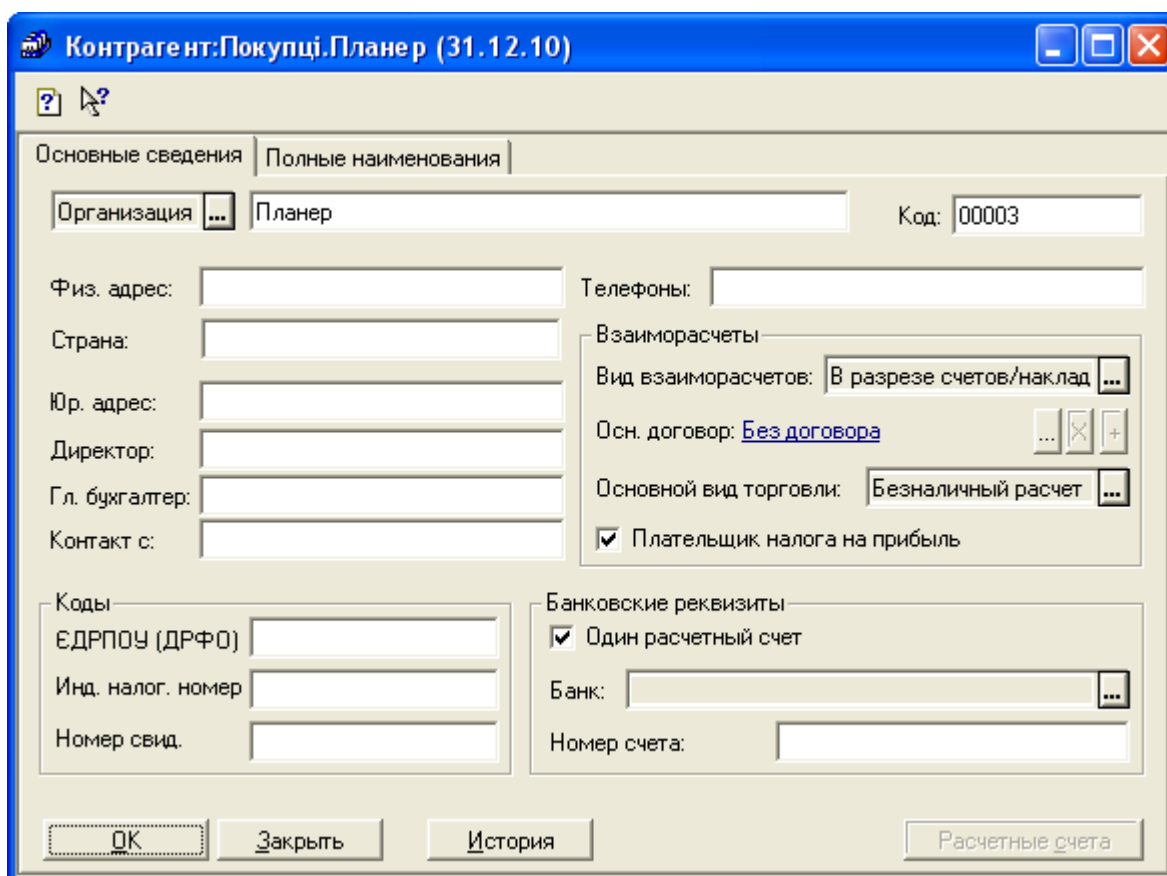 Контрагент:Покупці.Планер (31.12.10)
Основные сведения Полные наименования
Организация ... Планер Код: 00003
Физ. адрес: Телефоны:
Страна: Взаиморасчеты
Вид взаиморасчетов: В разрезе счетов/наклад ...
Юр. адрес:
Осн. договор: Без договора ... X +
Директор:
Гл. бухгалтер: Основной вид торговли: Безналичный расчет ...
Контакт с: Плательщик налога на прибыль
Коды Банковские реквизиты
ЄДРПОУ (ДРФО) Один расчетный счет
Инд. налог. номер Банк: ...
Номер свид. Номер счета:
OK Закрыть История Расчетные счета